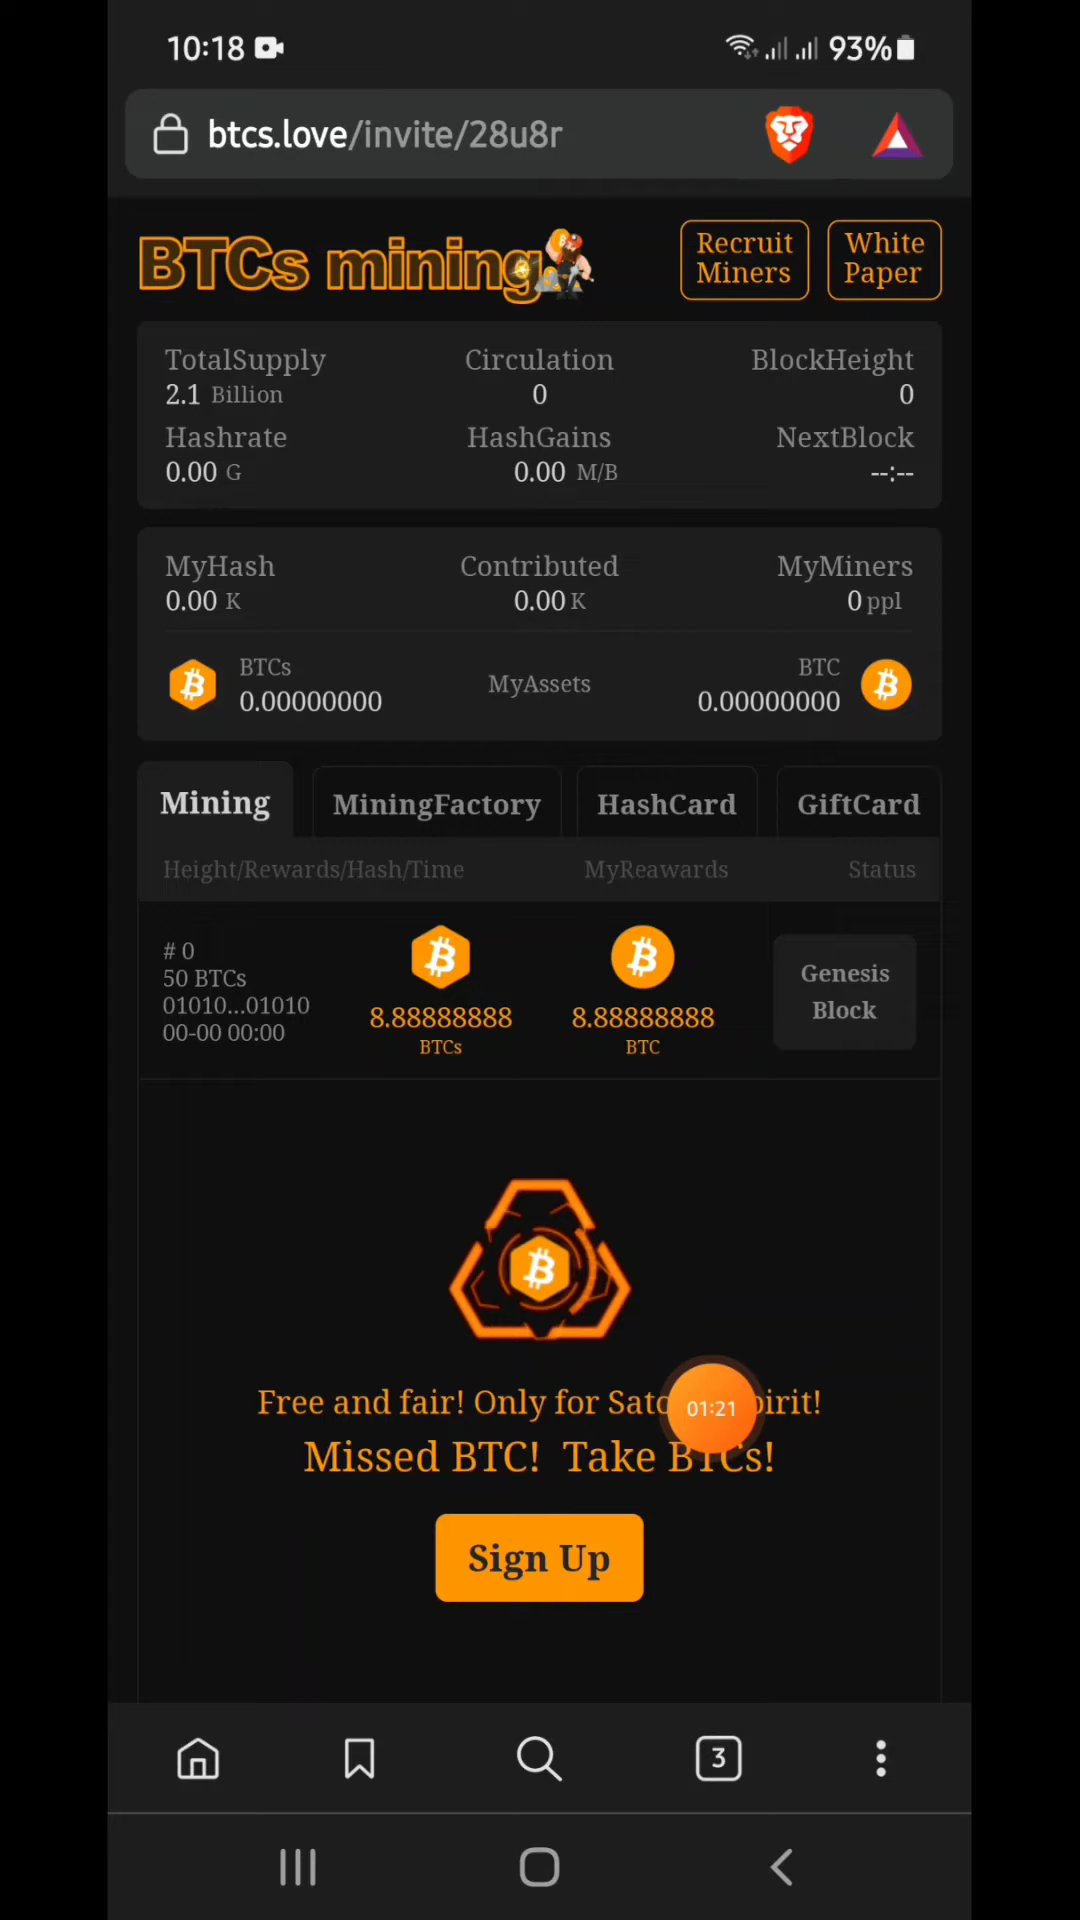 10:18 93%
btcs.love/invite/28u8r
BTCs mining
Recruit Miners
White Paper
TotalSupply Circulation BlockHeight
2.1 Billion 0 0
Hashrate HashGains NextBlock
0.00 G 0.00 M/B --:--
MyHash Contributed MyMiners
0.00 K 0.00 K 0 ppl
BTCs MyAssets BTC
0.00000000 0.00000000
Mining MiningFactory HashCard GiftCard
Height/Rewards/Hash/Time MyReawards Status
# 0
50 BTCs
01010...01010
00-00 00:00
8.88888888
BTCs
8.88888888
BTC
Genesis
Block
Free and fair! Only for
01:21
Missed BTC! Take BTCs!
Sign Up
3